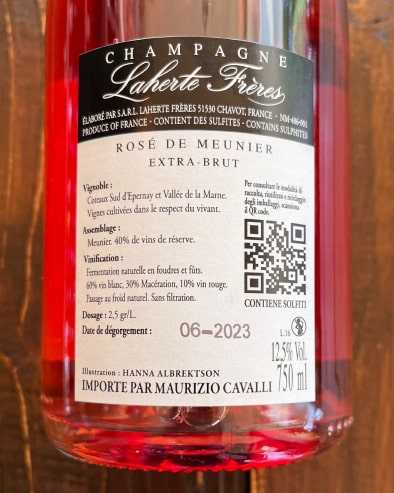 CHAMPAGNE
Laherte Frères
ÉLABORÉ PAR S.A.R.L. LAHERTE FRÈRES 51530 CHAVOT, FRANCE - NM-486-001
PRODUCE OF FRANCE - CONTIENT DES SULFITES - CONTAINS SULPHITES
ROSÉ DE MEUNIER
EXTRA-BRUT
Vignoble :
Coteaux Sud d'Epernay et Vallée de la Marne.
Vignes cultivées dans le respect du vivant.
Assemblage :
Meunier. 40% de vins de réserve.
Vinification :
Fermentation naturelle en foudres et fûts.
60% vin blanc, 30% Macération, 10% vin rouge.
Passage au froid naturel. Sans filtration.
Dosage : 2,5 gr/L.
Date de dégorgement : 06-2023
Per consultare le modalità di
raccolta, riutilizzo e riciclaggio
degli imballaggi, scansiona
il QR code.
CONTIENE SOLFITI
L.16
12,5% Vol.
750 ml
Illustration : HANNA ALBREKTSON
IMPORTE PAR MAURIZIO CAVALLI